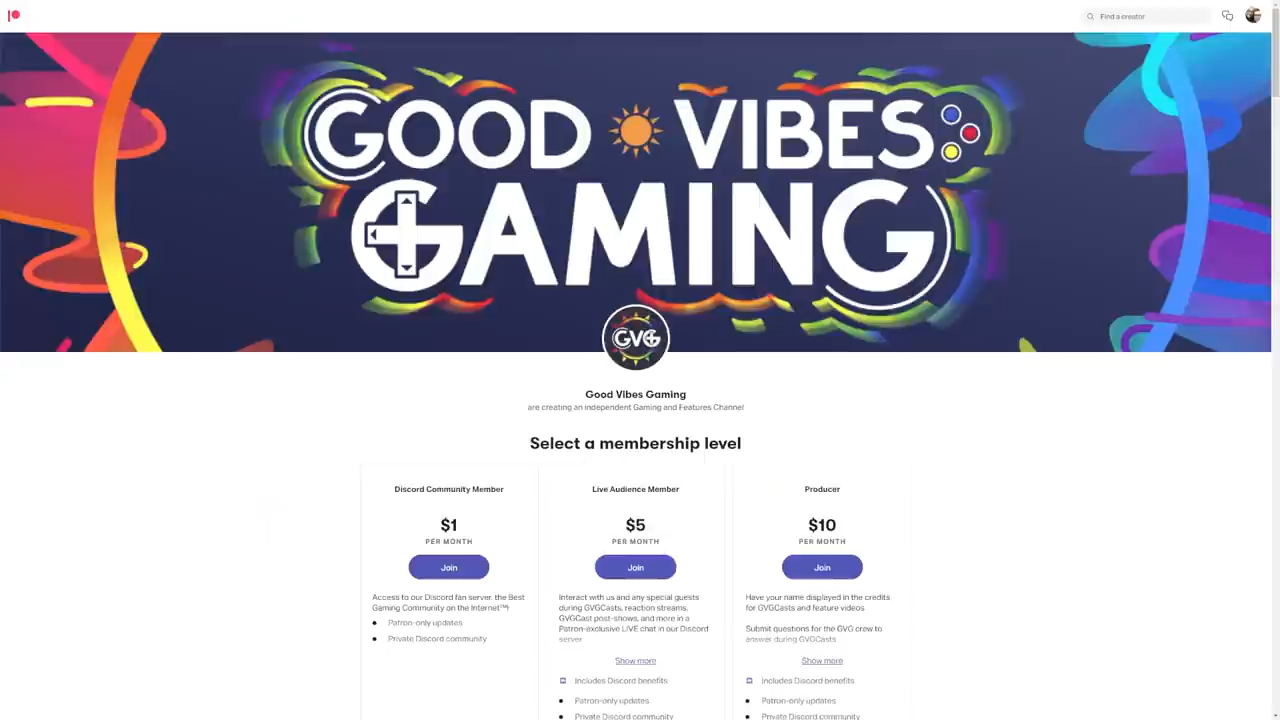 Find a creator
GOOD VIBES
GAMING
GVG
Good Vibes Gaming
are creating an independent Gaming and Features Channel
Select a membership level
Discord Community Member
$1
PER MONTH
Join
Access to our Discord fan server, the Best
Gaming Community on the Internet™!
Patron-only updates
Private Discord community
Live Audience Member
$5
PER MONTH
Join
Interact with us and any special guests
during GVGCasts, reaction streams,
GVGCast post-shows, and more in a
Patron-exclusive LIVE chat in our Discord
server
Show more
Includes Discord benefits
Patron-only updates
Private Discord community
Producer
$10
PER MONTH
Join
Have your name displayed in the credits
for GVGCasts and feature videos
Submit questions for the GVG crew to
answer during GVGCasts
Show more
Includes Discord benefits
Patron-only updates
Private Discord community